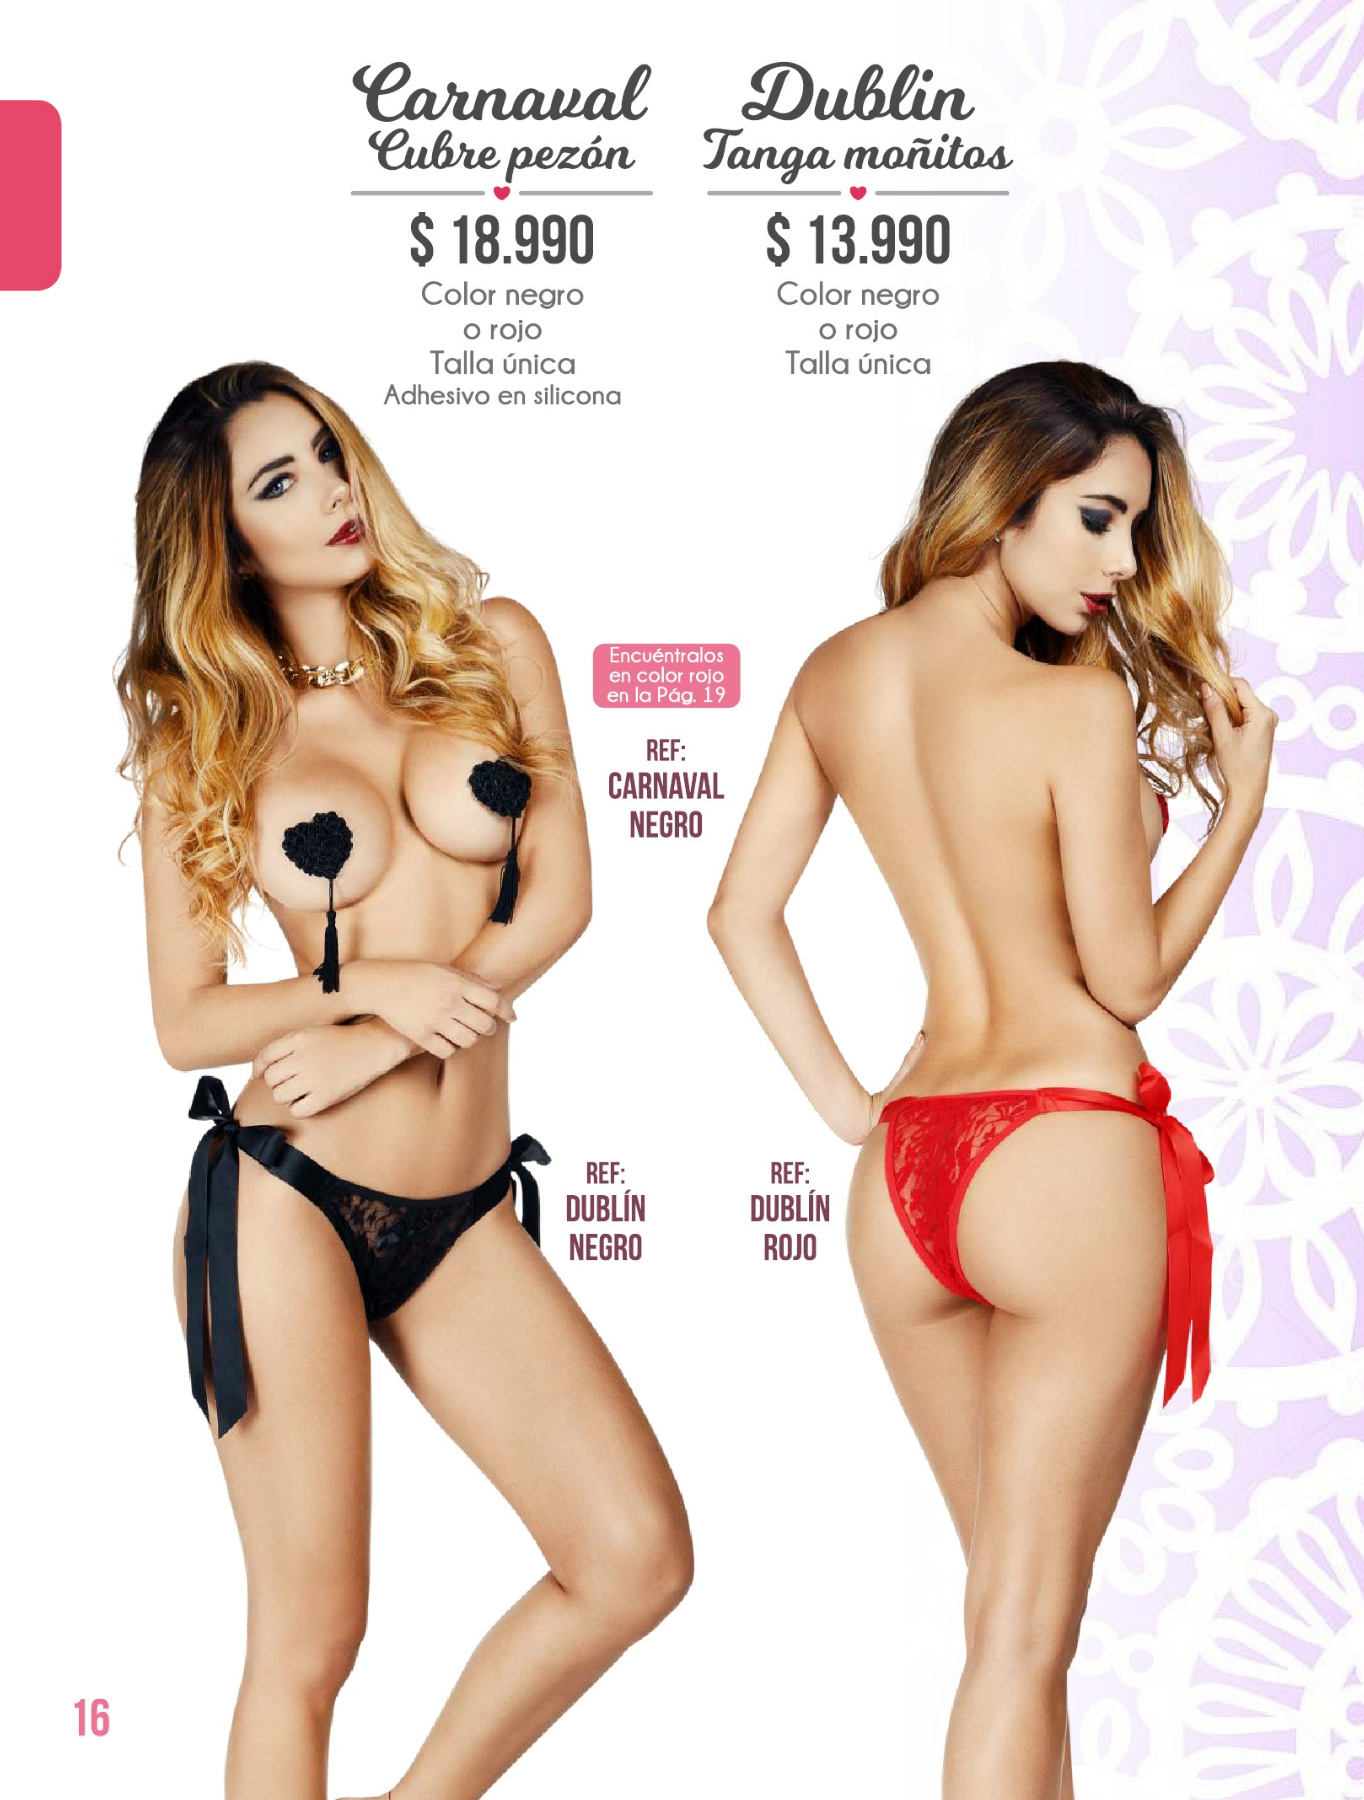 Carnaval
Cubre pezón
$ 18.990
Color negro
o rojo
Talla única
Adhesivo en silicona
Dublin
Tanga moñitos
$ 13.990
Color negro
o rojo
Talla única
Encuéntralos
en color rojo
en la Pág. 19
REF:
CARNAVAL
NEGRO
REF:
DUBLÍN
NEGRO
REF:
DUBLÍN
ROJO
16